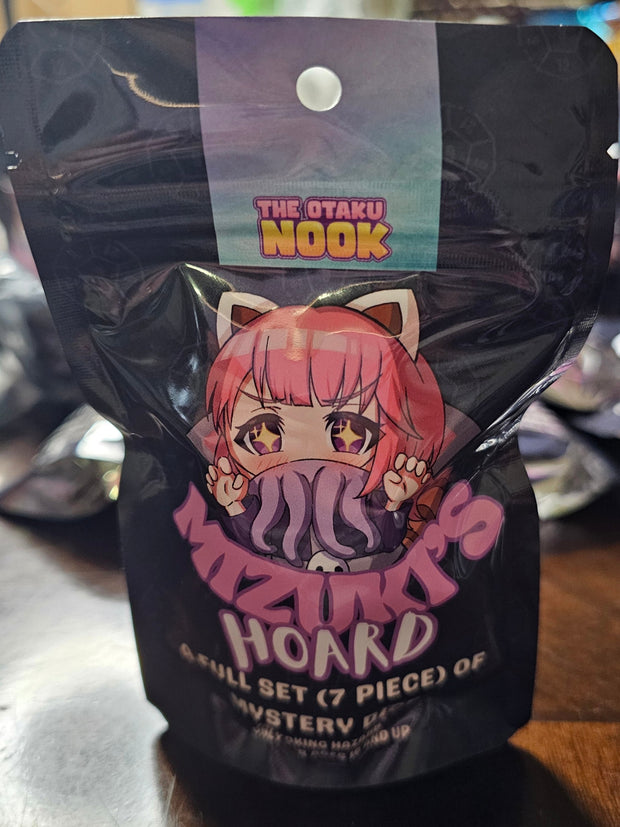 THE OTAKU
NOOK
MIZUKI'S
HOARD
A FULL SET (7 PIECE) OF
MYSTERY